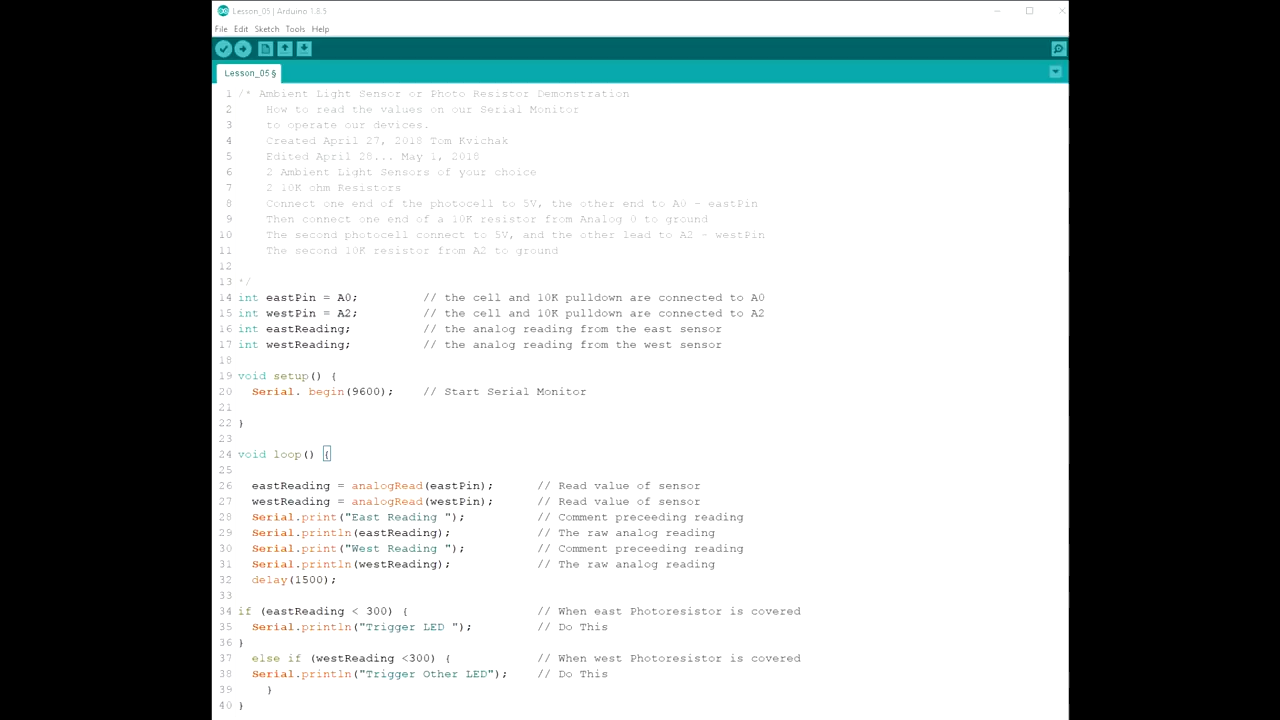 Lesson_05 | Arduino 1.8.5
File Edit Sketch Tools Help
Lesson_05 §
1 /* Ambient Light Sensor or Photo Resistor Demonstration
2 How to read the values on our Serial Monitor
3 to operate our devices.
4 Created April 27, 2018 Tom Kvichak
5 Edited April 28... May 1, 2018
6 2 Ambient Light Sensors of your choice
7 2 10K ohm Resistors
8 Connect one end of the photocell to 5V, the other end to A0 - eastPin
9 Then connect one end of a 10K resistor from Analog 0 to ground
10 The second photocell connect to 5V, and the other lead to A2 - westPin
11 The second 10K resistor from A2 to ground
12
13 */
14 int eastPin = A0; // the cell and 10K pulldown are connected to A0
15 int westPin = A2; // the cell and 10K pulldown are connected to A2
16 int eastReading; // the analog reading from the east sensor
17 int westReading; // the analog reading from the west sensor
18
19 void setup() {
20 Serial. begin(9600); // Start Serial Monitor
21
22 }
23
24 void loop() {
25
26 eastReading = analogRead(eastPin); // Read value of sensor
27 westReading = analogRead(westPin); // Read value of sensor
28 Serial.print("East Reading "); // Comment preceeding reading
29 Serial.println(eastReading); // The raw analog reading
30 Serial.print("West Reading "); // Comment preceeding reading
31 Serial.println(westReading); // The raw analog reading
32 delay(1500);
33
34 if (eastReading < 300) { // When east Photoresistor is covered
35 Serial.println("Trigger LED "); // Do This
36 }
37 else if (westReading <300) { // When west Photoresistor is covered
38 Serial.println("Trigger Other LED"); // Do This
39 }
40 }